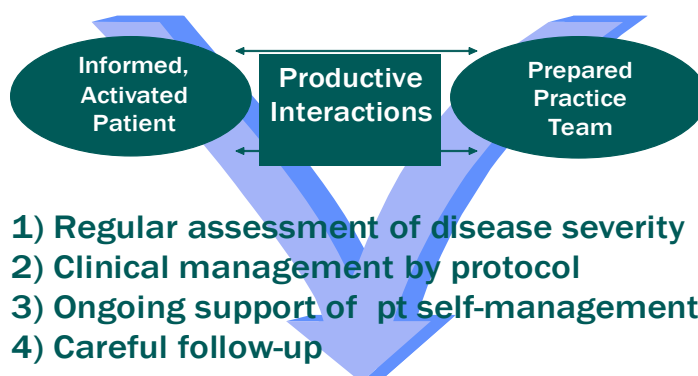 Informed,
Activated
Patient
Productive
Interactions
Prepared
Practice
Team
1) Regular assessment of disease severity
2) Clinical management by protocol
3) Ongoing support of  pt self-management
4) Careful follow-up